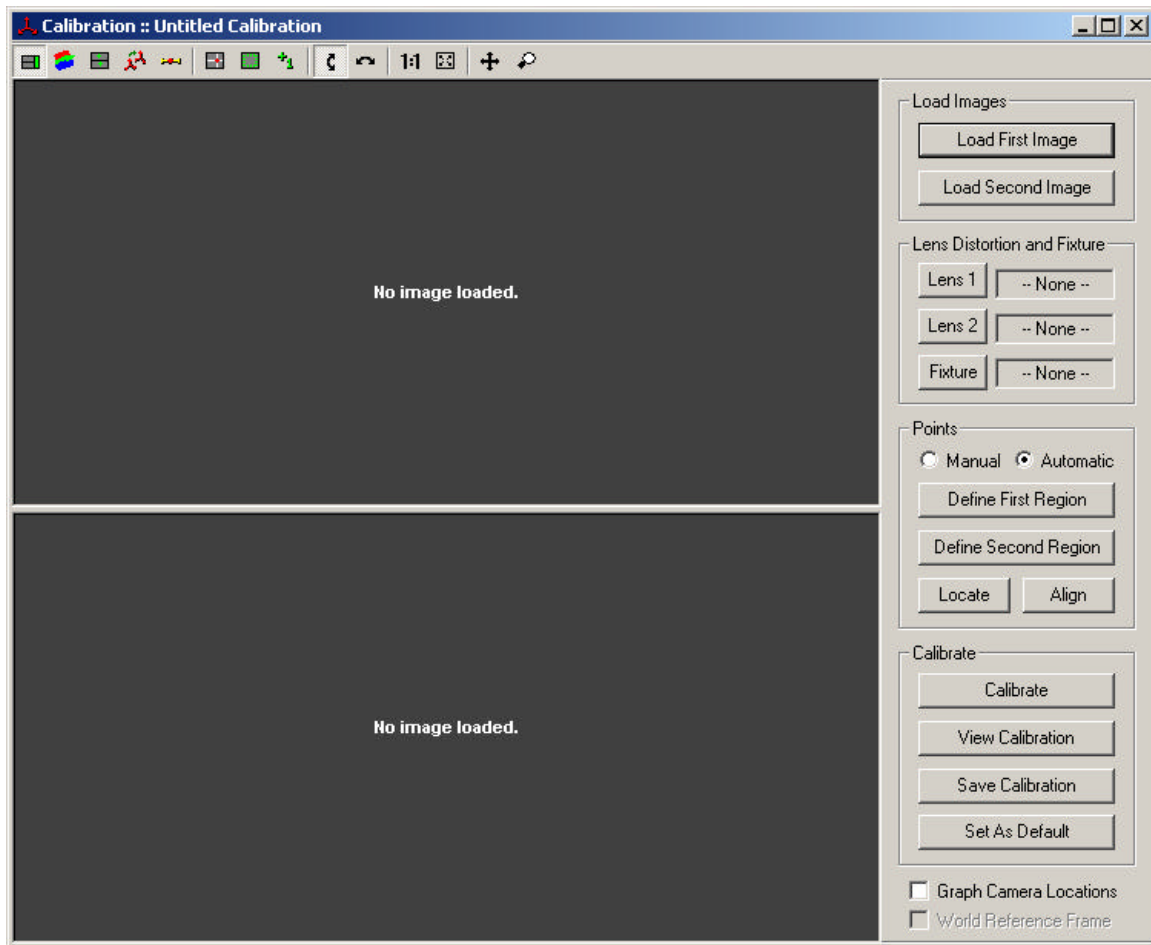 Calibration :: Untitled Calibration
1:1
No image loaded.
No image loaded.
Load Images
Load First Image
Load Second Image
Lens Distortion and Fixture
Lens 1 -- None --
Lens 2 -- None --
Fixture -- None --
Points
Manual Automatic
Define First Region
Define Second Region
Locate Align
Calibrate
Calibrate
View Calibration
Save Calibration
Set As Default
Graph Camera Locations
World Reference Frame